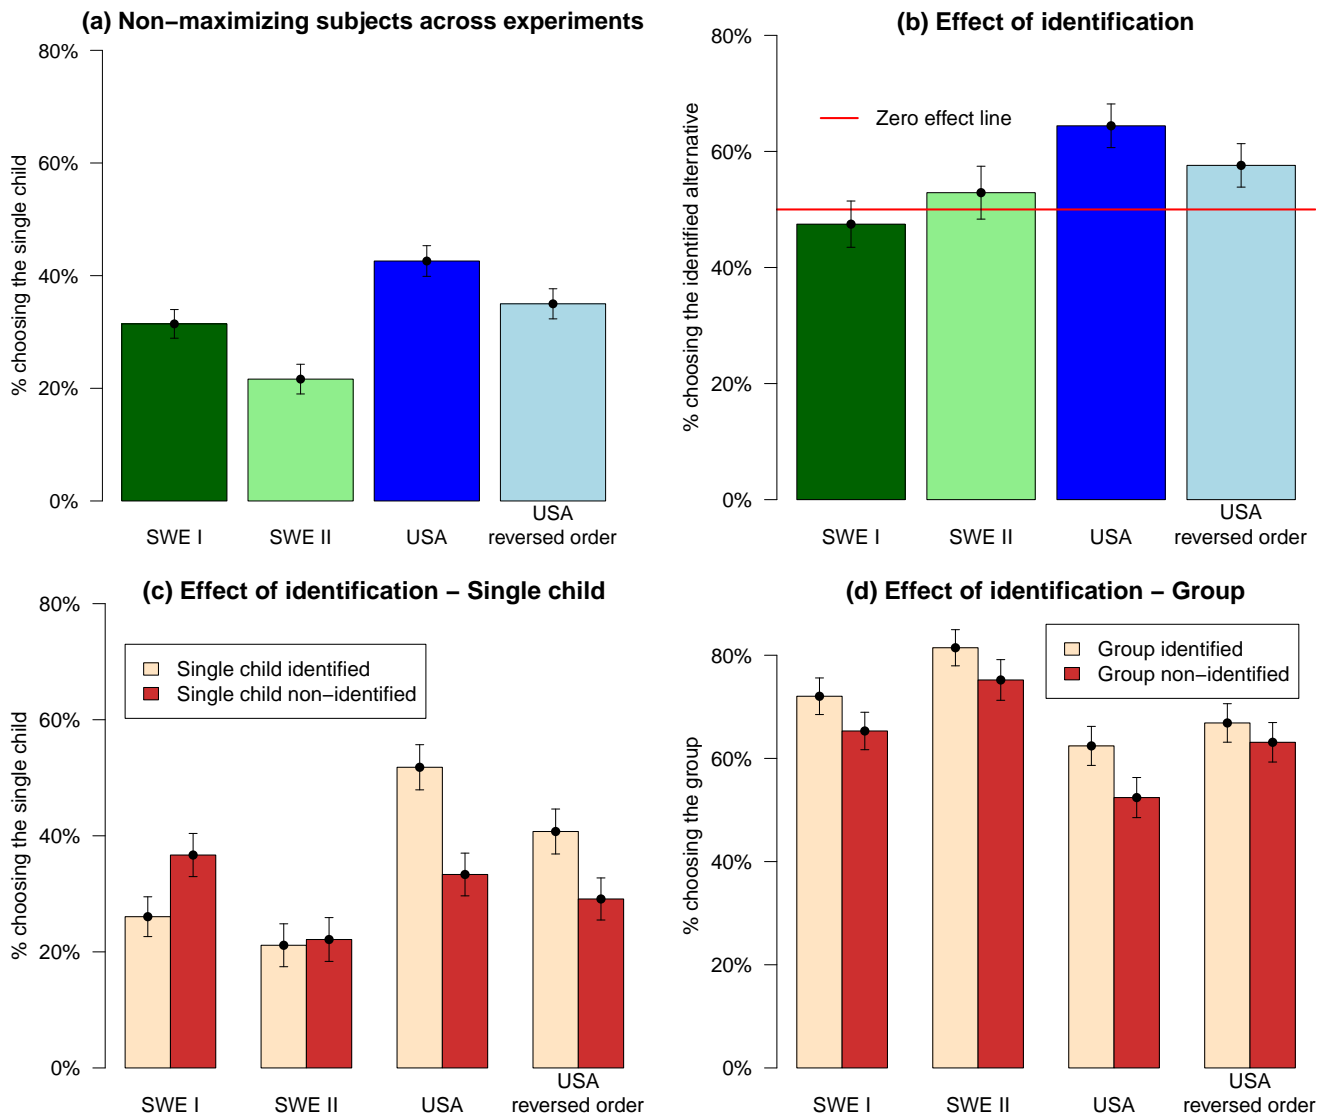 (a) Non−maximizing subjects across experiments
% choosing the single child
80%
60%
40%
20%
0%
SWE I
SWE II
USA
USA
reversed order
(b) Effect of identification
% choosing the identified alternative
80%
60%
40%
20%
0%
Zero effect line
SWE I
SWE II
USA
USA
reversed order
(c) Effect of identification − Single child
% choosing the single child
80%
60%
40%
20%
0%
Single child identified
Single child non−identified
SWE I
SWE II
USA
USA
reversed order
(d) Effect of identification − Group
% choosing the group
80%
60%
40%
20%
0%
Group identified
Group non−identified
SWE I
SWE II
USA
USA
reversed order